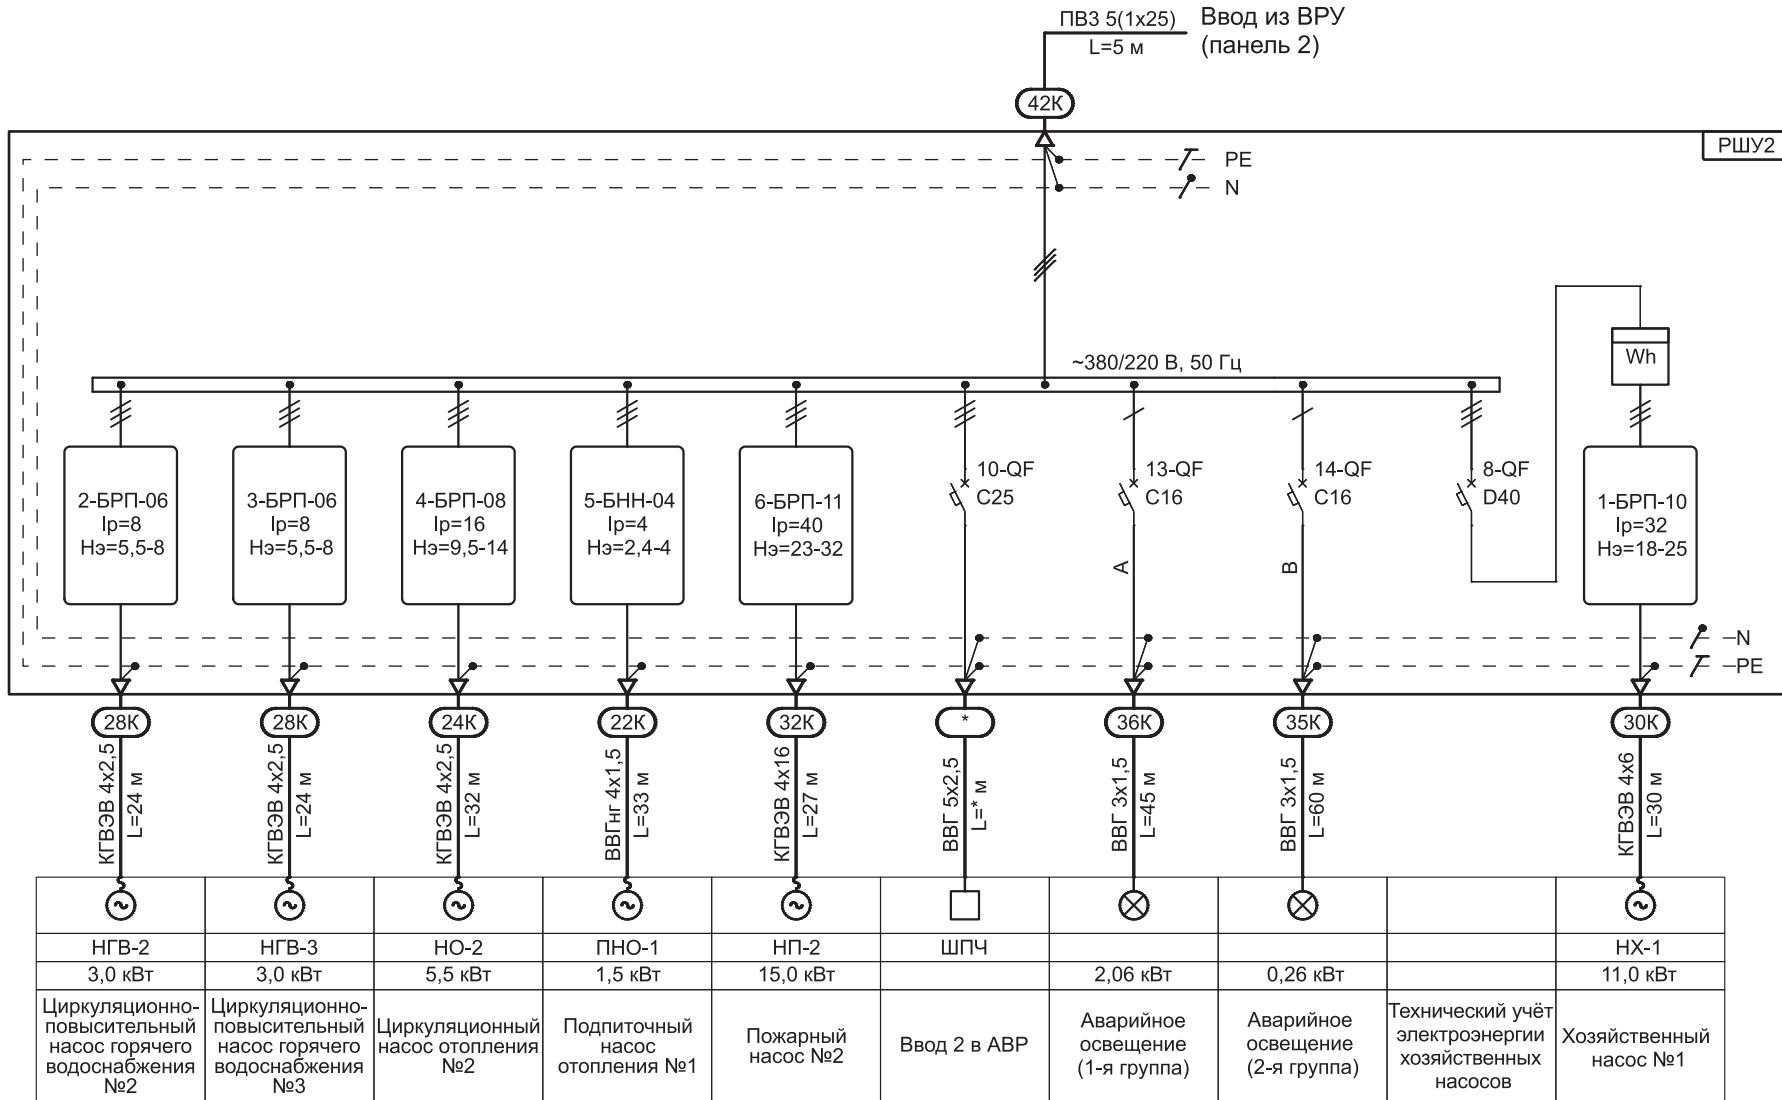 ПВ3 5(1х25)
L=5 м
Ввод из ВРУ
(панель 2)
42К
РШУ2
PE
N
~380/220 В, 50 Гц
Wh
2-БРП-06
Iр=8
Нэ=5,5-8
3-БРП-06
Iр=8
Нэ=5,5-8
4-БРП-08
Iр=16
Нэ=9,5-14
5-БНН-04
Iр=4
Нэ=2,4-4
6-БРП-11
Iр=40
Нэ=23-32
10-QF
C25
13-QF
C16
A
14-QF
C16
B
8-QF
D40
1-БРП-10
Iр=32
Нэ=18-25
N
PE
28К
28К
24К
22К
32К
*
36К
35К
30К
КГВЭВ 4х2,5
L=24 м
КГВЭВ 4х2,5
L=24 м
КГВЭВ 4х2,5
L=32 м
ВВГнг 4х1,5
L=33 м
КГВЭВ 4х16
L=27 м
ВВГ 5х2,5
L=* м
ВВГ 3х1,5
L=45 м
ВВГ 3х1,5
L=60 м
КГВЭВ 4х6
L=30 м
НГВ-2
НГВ-3
НО-2
ПНО-1
НП-2
ШПЧ
НХ-1
3,0 кВт
3,0 кВт
5,5 кВт
1,5 кВт
15,0 кВт
2,06 кВт
0,26 кВт
11,0 кВт
Циркуляционно-
повысительный
насос горячего
водоснабжения
№2
Циркуляционно-
повысительный
насос горячего
водоснабжения
№3
Циркуляционный
насос отопления
№2
Подпиточный
насос
отопления №1
Пожарный
насос №2
Ввод 2 в АВР
Аварийное
освещение
(1-я группа)
Аварийное
освещение
(2-я группа)
Технический учёт
электроэнергии
хозяйственных
насосов
Хозяйственный
насос №1